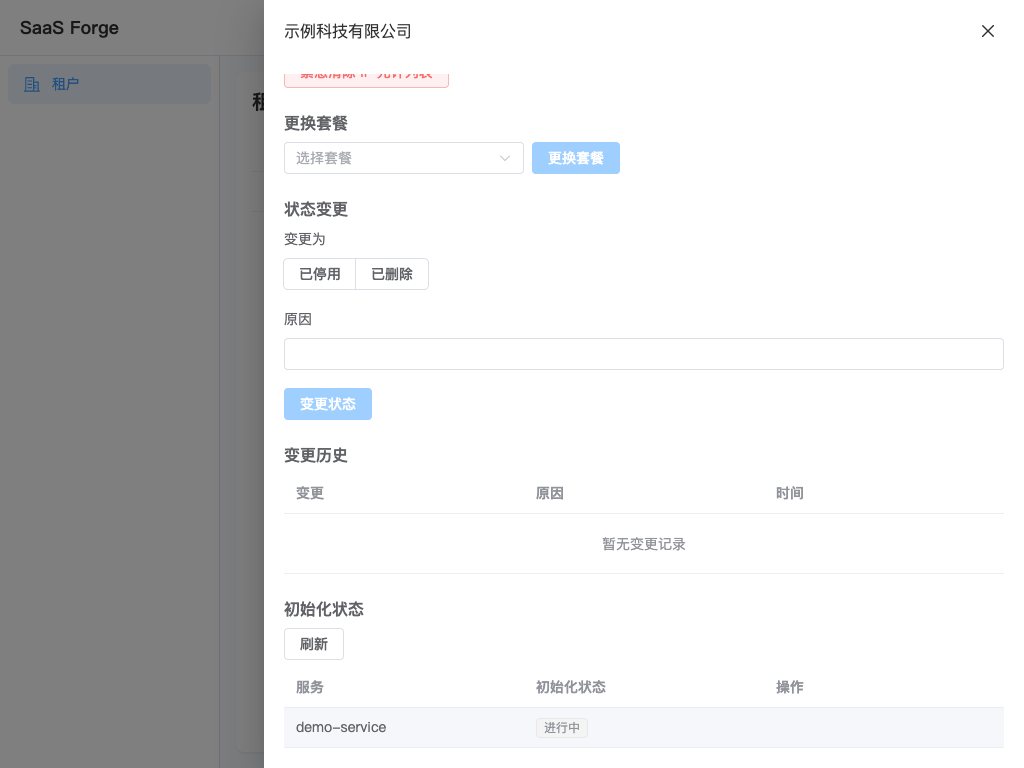 SaaS Forge
示例科技有限公司
租户
更换套餐
选择套餐
更换套餐
状态变更
变更为
已停用
已删除
原因
变更状态
变更历史
变更
原因
时间
暂无变更记录
初始化状态
刷新
服务
初始化状态
操作
demo-service
进行中